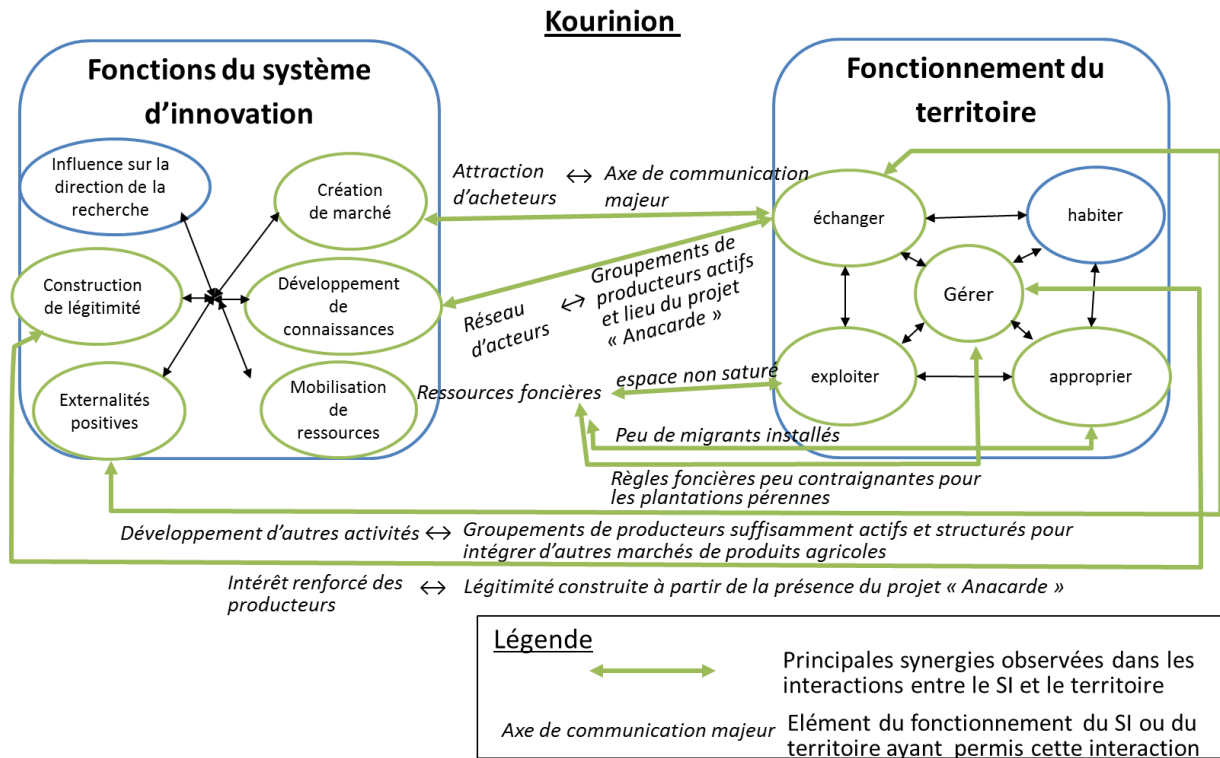 Kourinion
Fonctions du système
d’innovation
Influence sur la
direction de la
recherche
Création
de marché
Construction
de légitimité
Développement
de
connaissances
Externalités
positives
Mobilisation
de
ressources
Attraction
d’acheteurs
Axe de communication
majeur
Réseau
d’acteurs
Groupements de
producteurs actifs
et lieu du projet
« Anacarde »
Ressources foncières
espace non saturé
Peu de migrants installés
Règles foncières peu contraignantes pour
les plantations pérennes
Fonctionnement du
territoire
échanger
habiter
Gérer
exploiter
approprier
Développement d’autres activités
Groupements de producteurs suffisamment actifs et structurés pour
intégrer d’autres marchés de produits agricoles
Intérêt renforcé des
producteurs
Légitimité construite à partir de la présence du projet « Anacarde »
Légende
Principales synergies observées dans les
interactions entre le SI et le territoire
Axe de communication majeur
Elément du fonctionnement du SI ou du
territoire ayant permis cette interaction